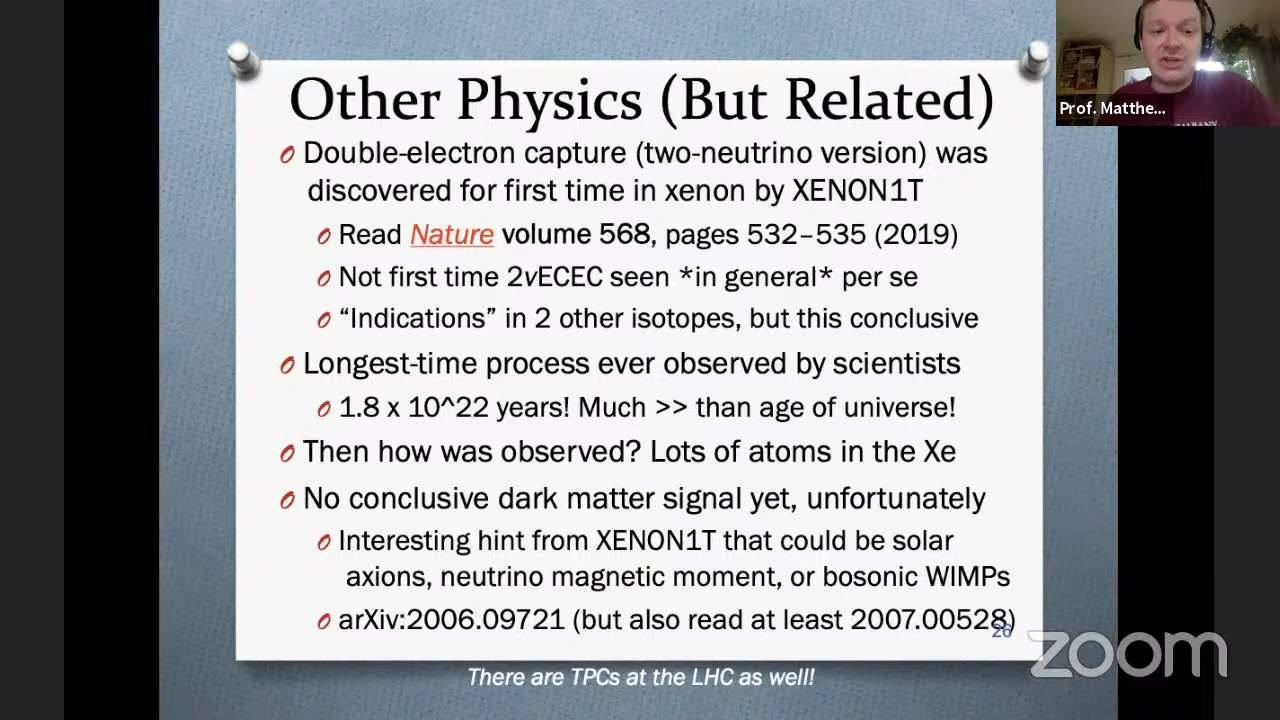 Other Physics (But Related)
Double-electron capture (two-neutrino version) was
discovered for first time in xenon by XENON1T
Read Nature volume 568, pages 532–535 (2019)
Not first time 2νECEC seen *in general* per se
“Indications” in 2 other isotopes, but this conclusive
Longest-time process ever observed by scientists
1.8 x 10^22 years! Much >> than age of universe!
Then how was observed? Lots of atoms in the Xe
No conclusive dark matter signal yet, unfortunately
Interesting hint from XENON1T that could be solar
axions, neutrino magnetic moment, or bosonic WIMPs
arXiv:2006.09721 (but also read at least 2007.00528)
26
There are TPCs at the LHC as well!
Prof. Matthe...
zoom